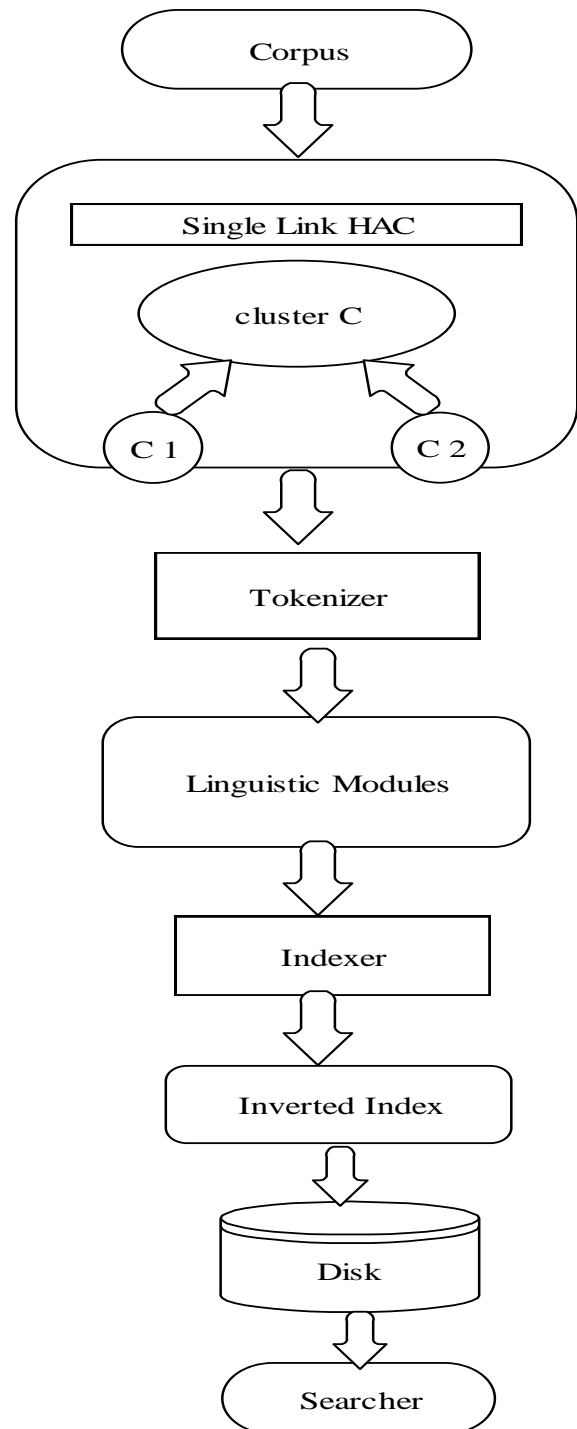 Corpus
Single Link HAC
cluster C
C 1
C 2
Tokenizer
Linguistic Modules
Indexer
Inverted Index
Disk
Searcher